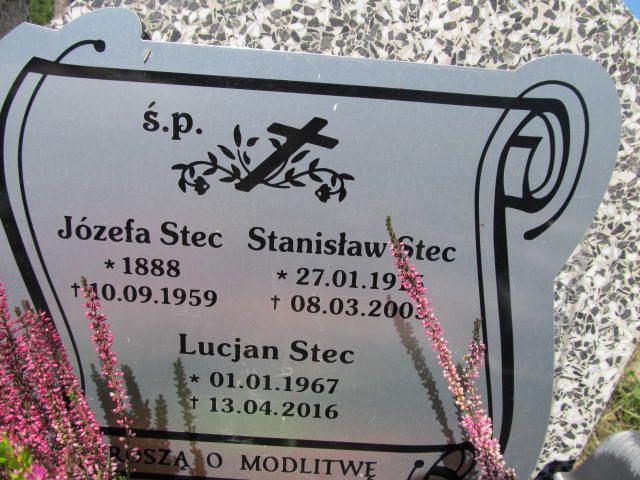 ś.p.
Józefa Stec
* 1888
† 10.09.1959
Stanisław Stec
* 27.01.19
† 08.03.200
Lucjan Stec
* 01.01.1967
† 13.04.2016
PROSZĄ O MODLITWĘ